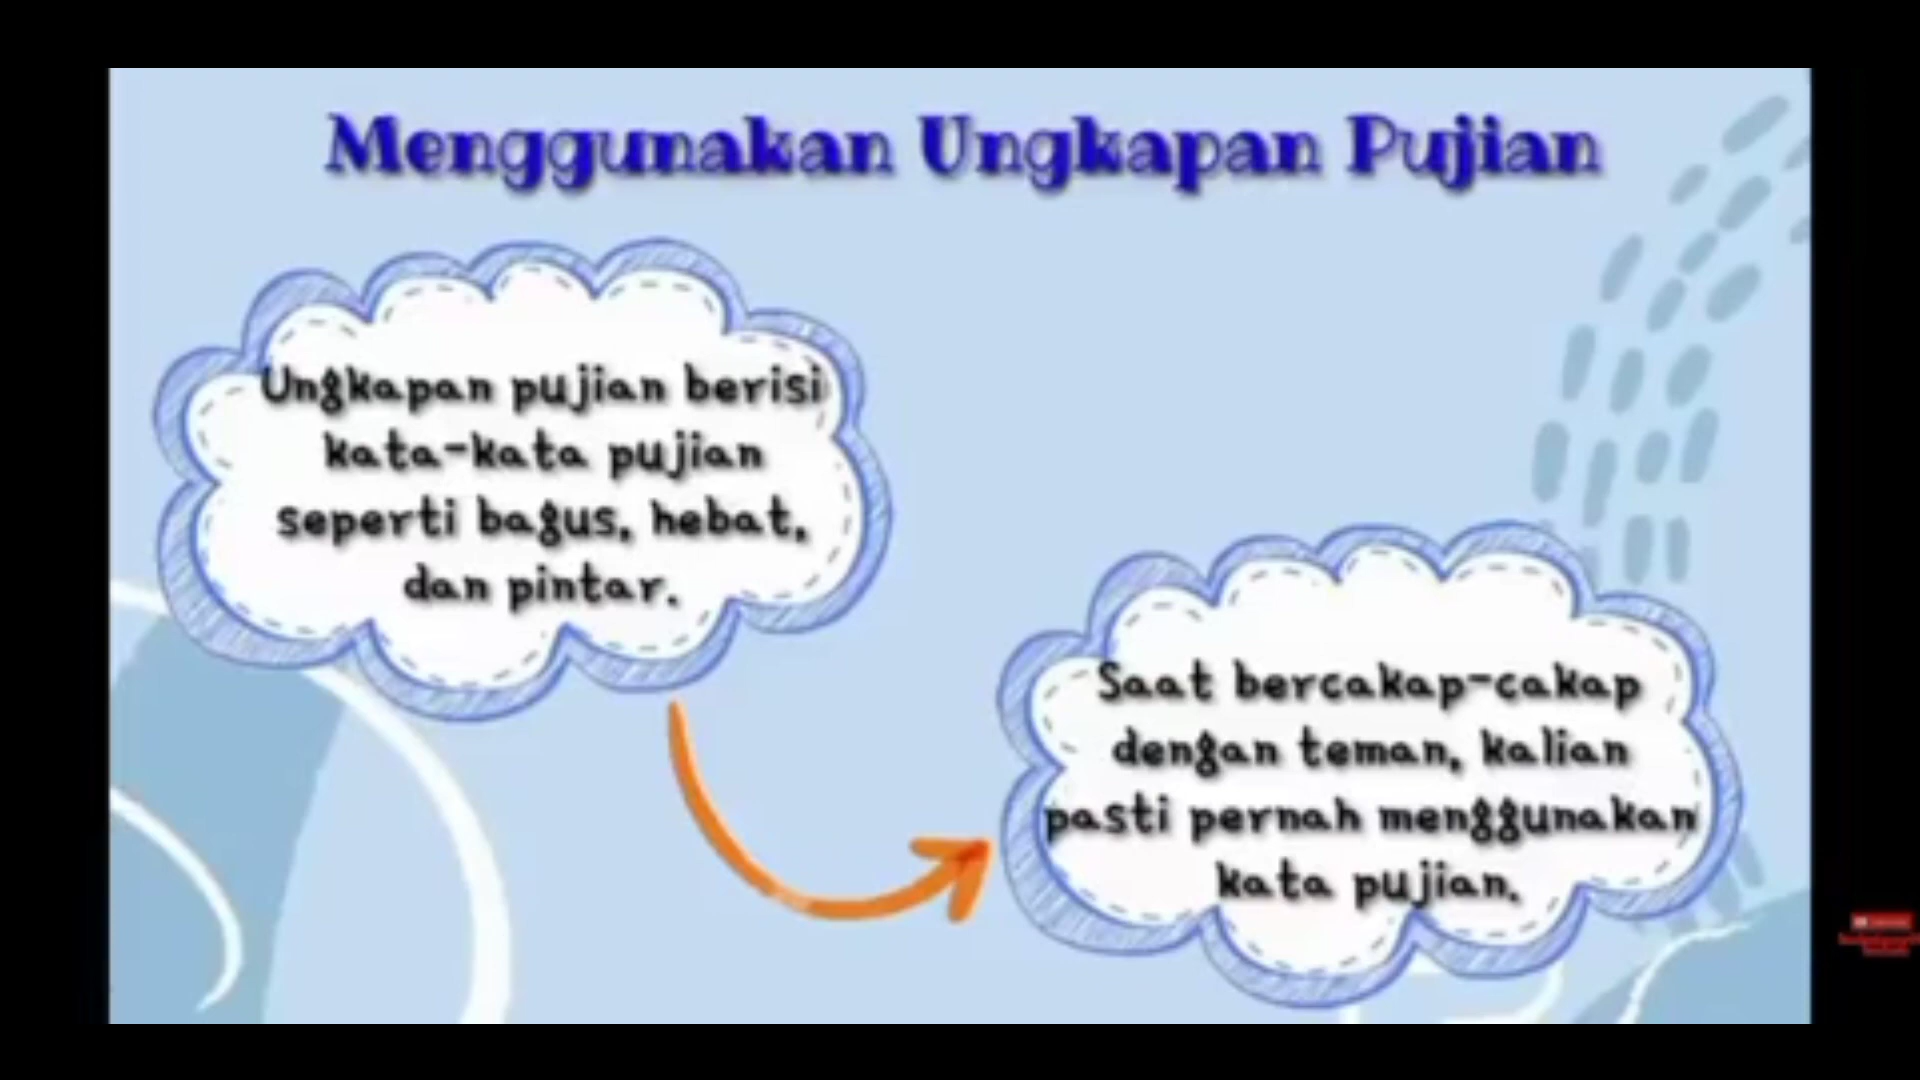 Menggunakan Ungkapan Pujian
Ungkapan pujian berisi
kata-kata pujian
seperti bagus, hebat,
dan pintar.
Saat bercakap-cakap
dengan teman, kalian
pasti pernah menggunakan
kata pujian.